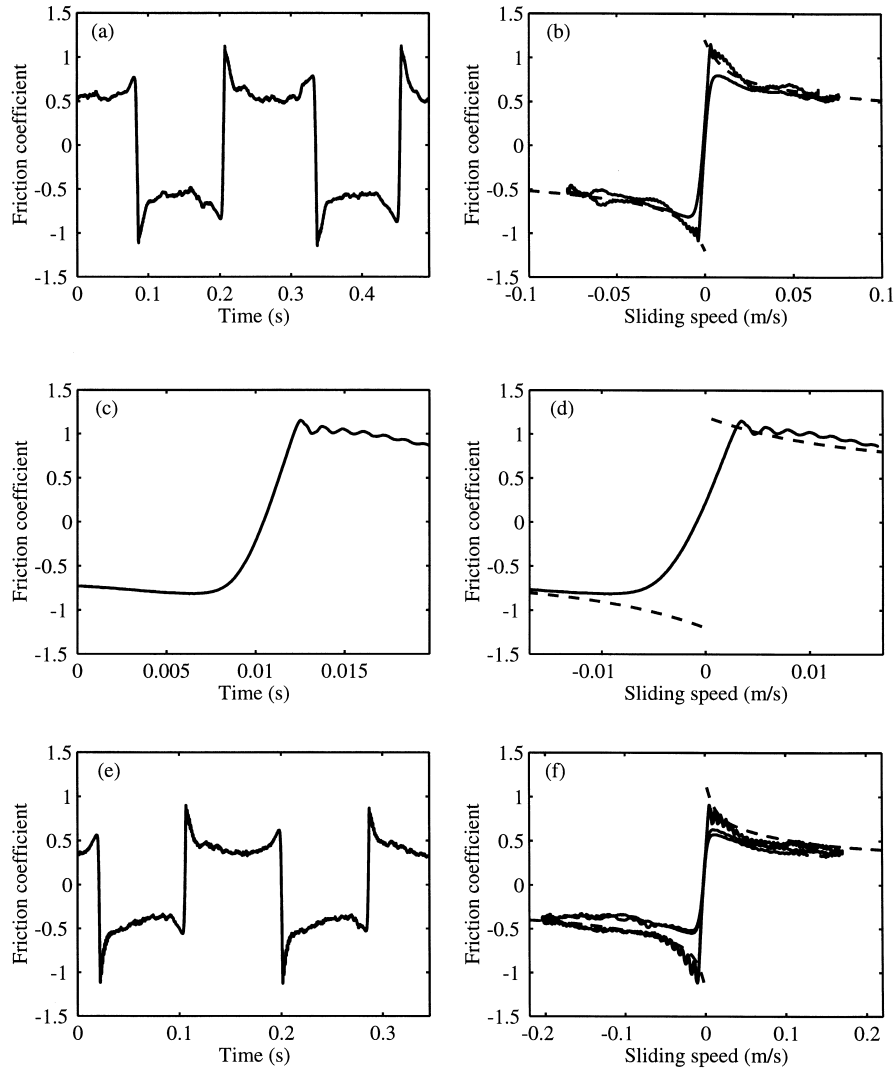 (a)
Friction coefficient
1.5
1
0.5
0
-0.5
-1
-1.5
0 0.1 0.2 0.3 0.4
Time (s)
(b)
Friction coefficient
1.5
1
0.5
0
-0.5
-1
-1.5
-0.1 -0.05 0 0.05 0.1
Sliding speed (m/s)
(c)
Friction coefficient
1.5
1
0.5
0
-0.5
-1
-1.5
0 0.005 0.01 0.015
Time (s)
(d)
Friction coefficient
1.5
1
0.5
0
-0.5
-1
-1.5
-0.01 0 0.01
Sliding speed (m/s)
(e)
Friction coefficient
1.5
1
0.5
0
-0.5
-1
-1.5
0 0.1 0.2 0.3
Time (s)
(f)
Friction coefficient
1.5
1
0.5
0
-0.5
-1
-1.5
-0.2 -0.1 0 0.1 0.2
Sliding speed (m/s)